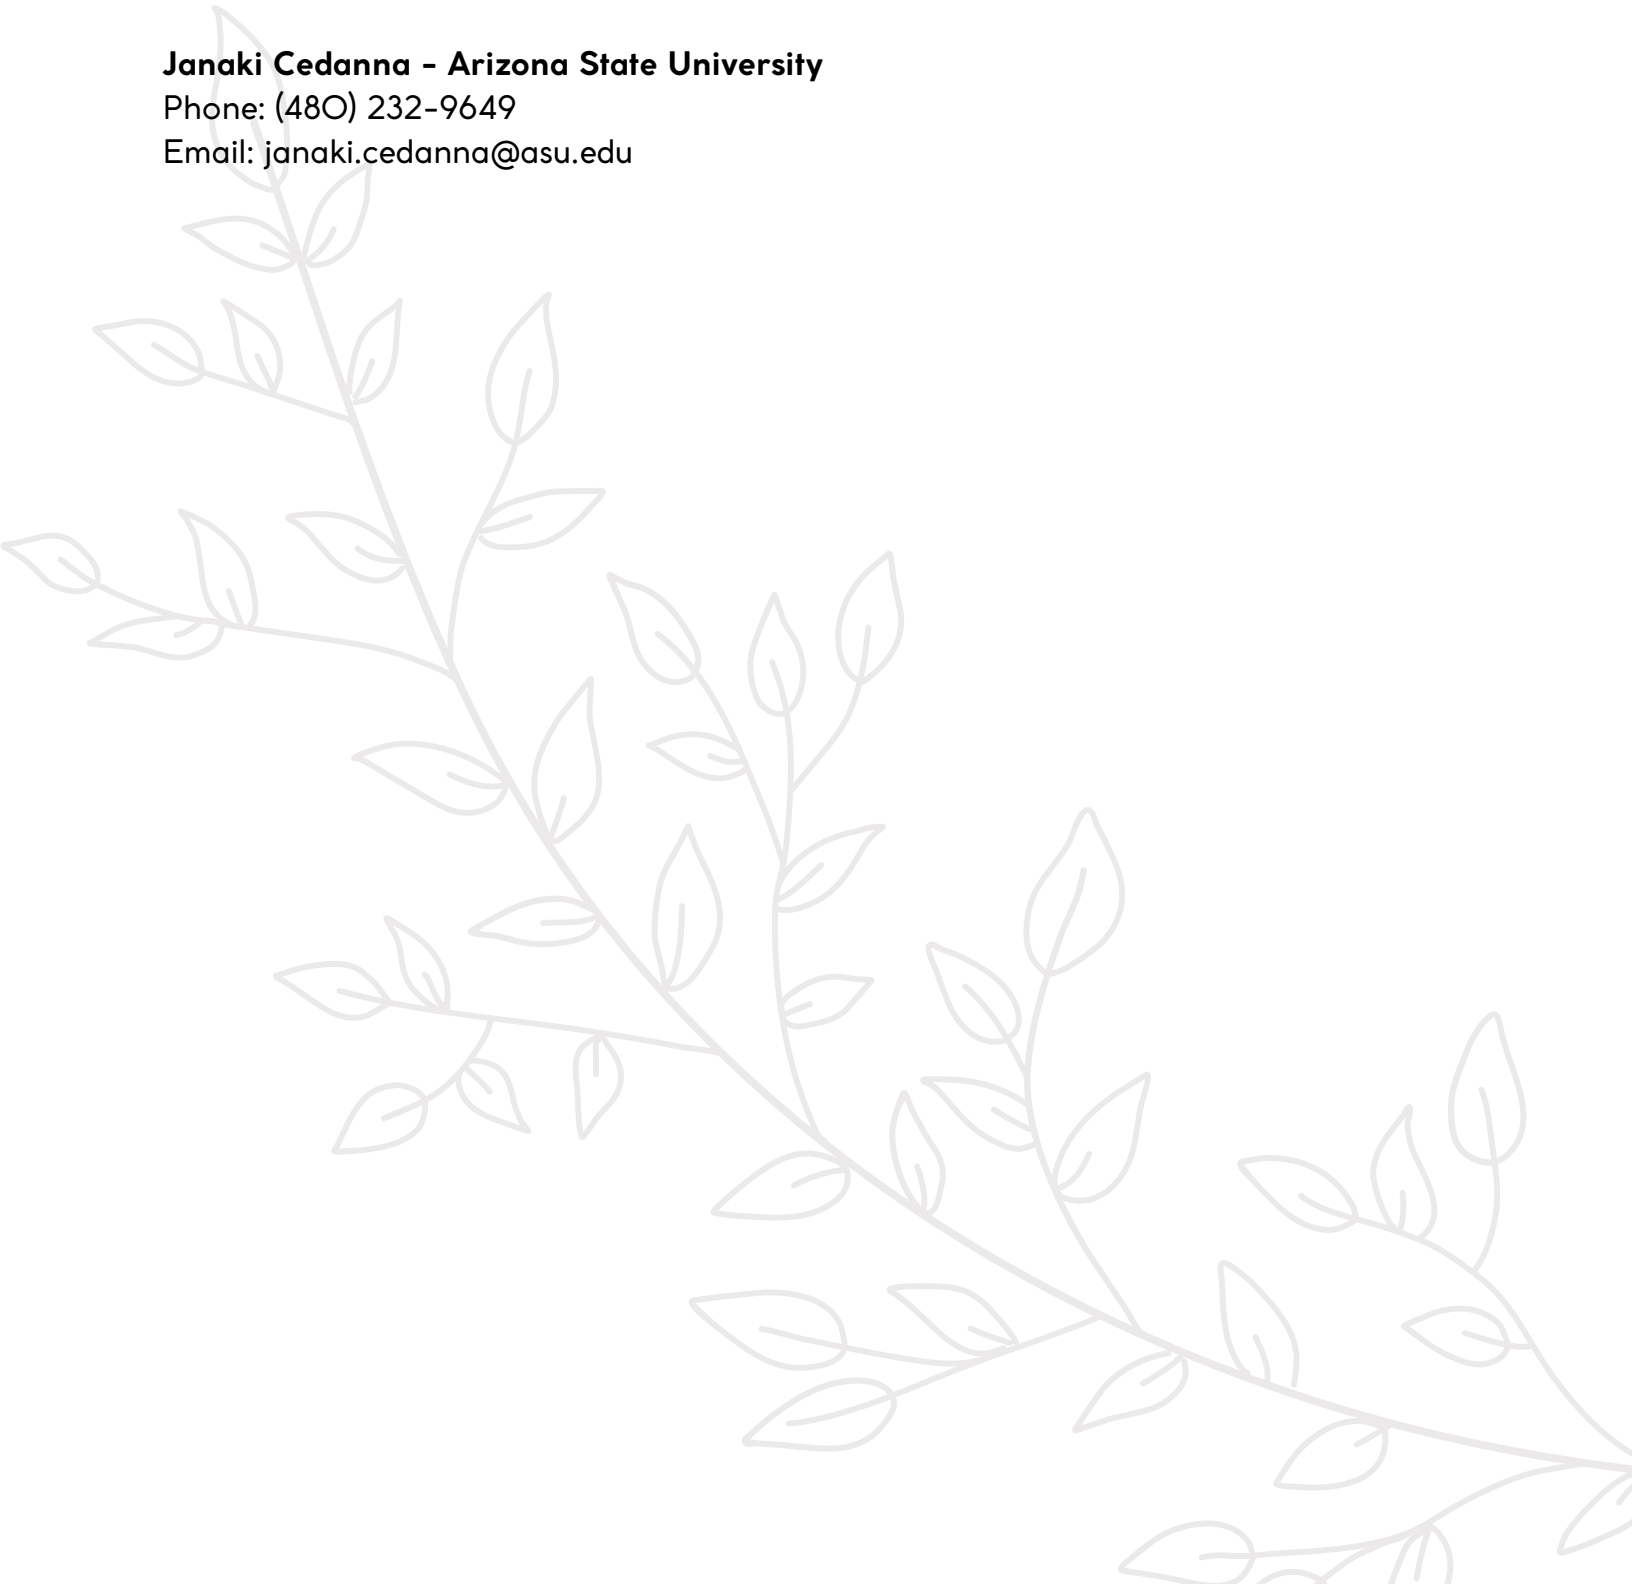 Janaki Cedanna - Arizona State University
Phone: (480) 232-9649
Email: janaki.cedanna@asu.edu